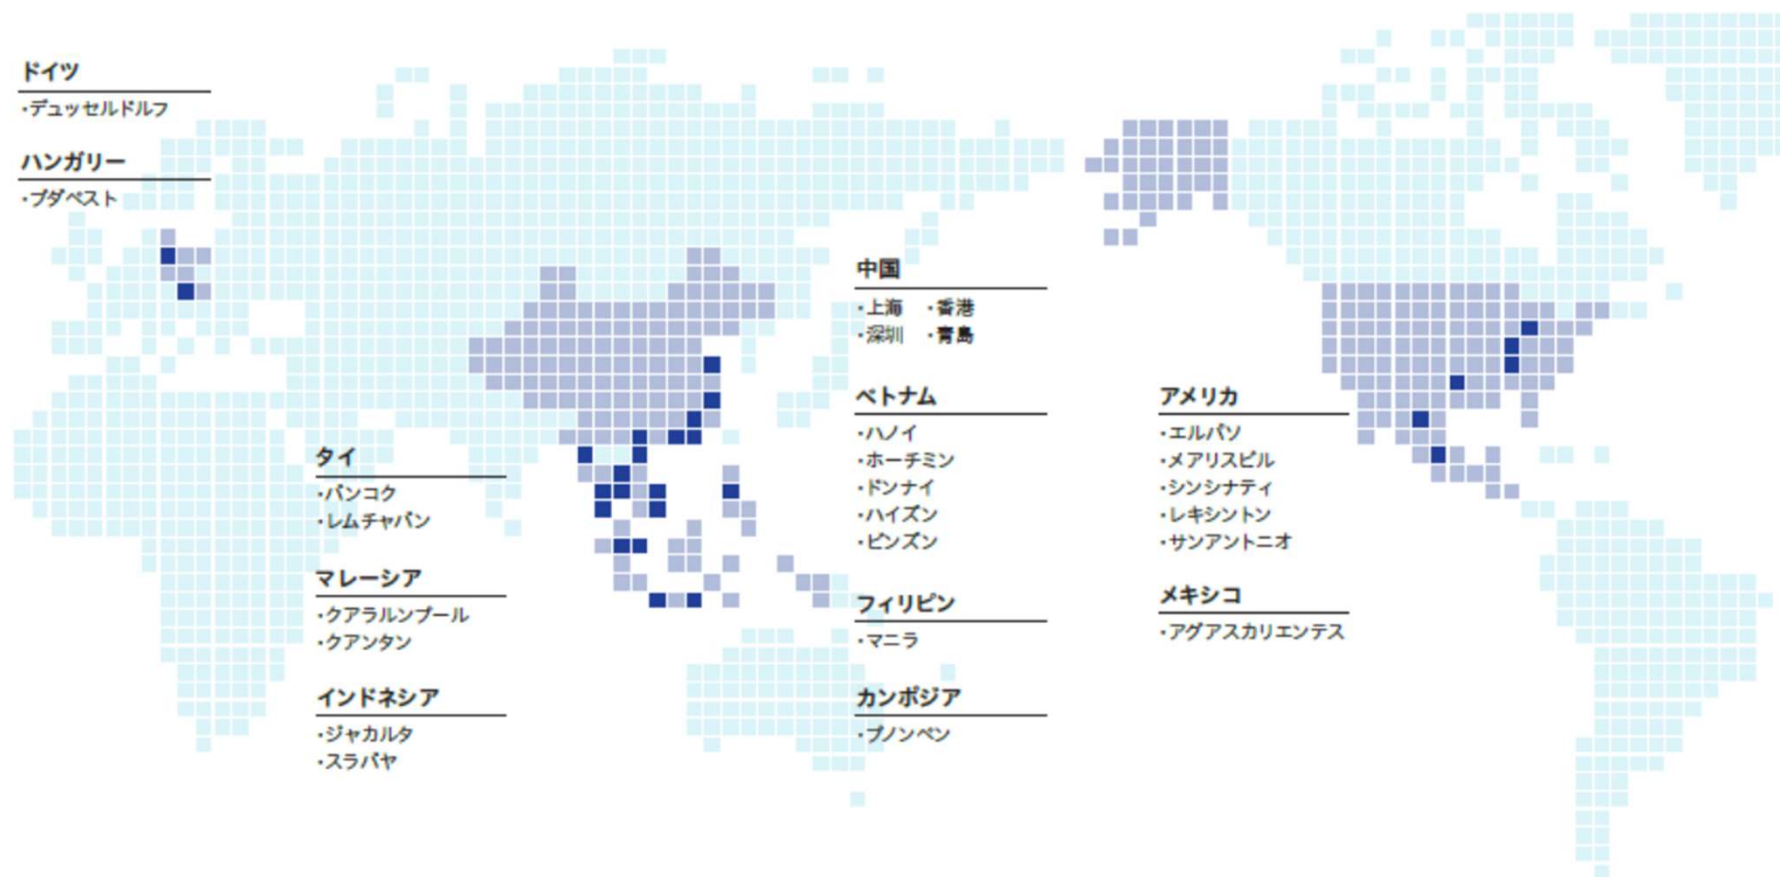 ドイツ
・デュッセルドルフ
ハンガリー
・ブダペスト
タイ
・バンコク
・レムチャバン
マレーシア
・クアラルンプール
・クアンタン
インドネシア
・ジャカルタ
・スラバヤ
中国
・上海 ・香港
・深圳 ・青島
ベトナム
・ハノイ
・ホーチミン
・ドンナイ
・ハイズン
・ビンズン
フィリピン
・マニラ
カンボジア
・プノンペン
アメリカ
・エルパソ
・メアリスビル
・シンシナティ
・レキシントン
・サンアントニオ
メキシコ
・アグアスカリエンテス